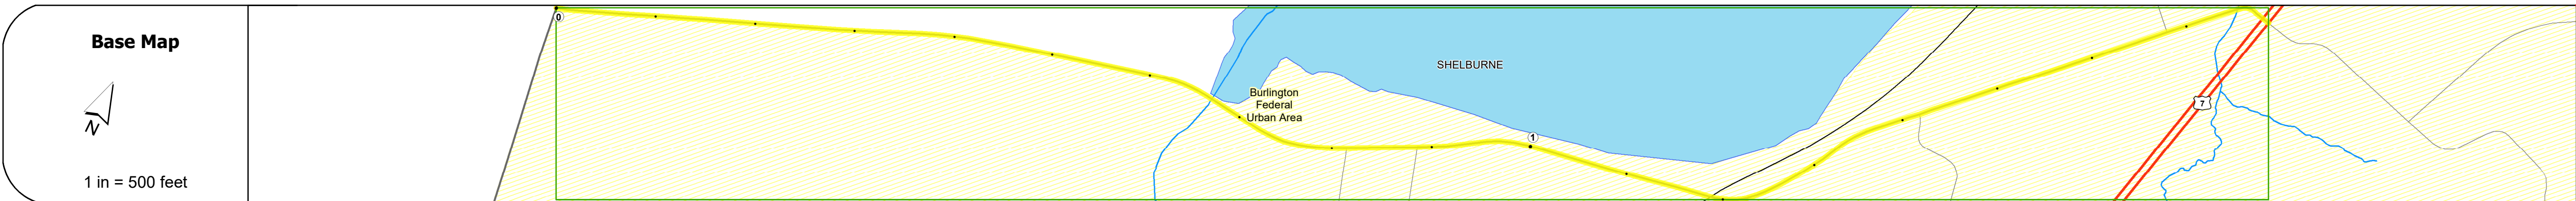 Base Map
N
1 in = 500 feet
0
SHELBURNE
Burlington
Federal
Urban Area
1
7